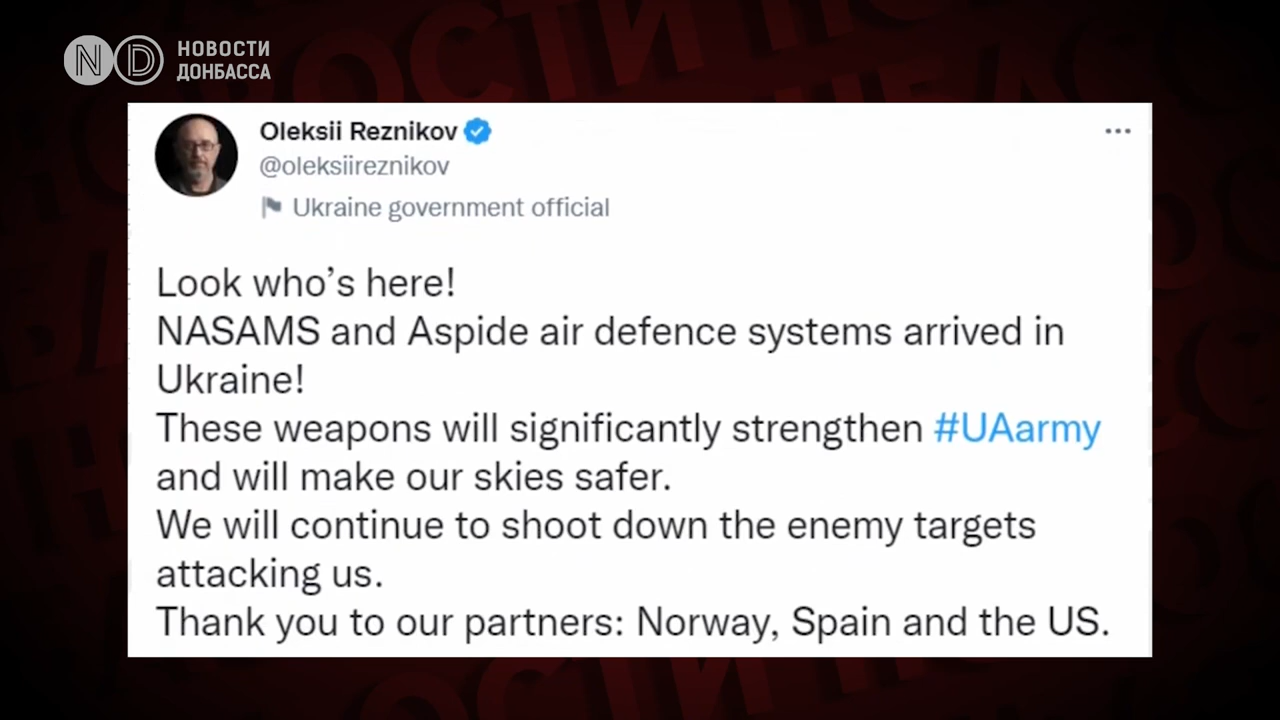 ND НОВОСТИ
ДОНБАССА
Oleksii Reznikov
@oleksiireznikov
Ukraine government official
Look who’s here!
NASAMS and Aspide air defence systems arrived in
Ukraine!
These weapons will significantly strengthen #UAarmy
and will make our skies safer.
We will continue to shoot down the enemy targets
attacking us.
Thank you to our partners: Norway, Spain and the US.